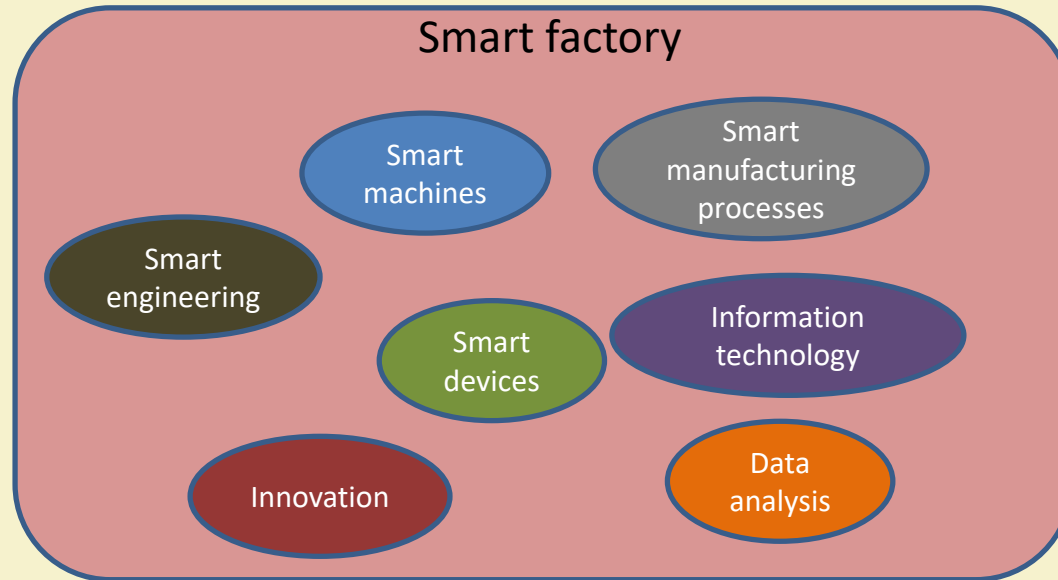 Smart factory
Smart
machines
Smart
manufacturing
processes
Smart
engineering
Smart
devices
Information
technology
Innovation
Data
analysis